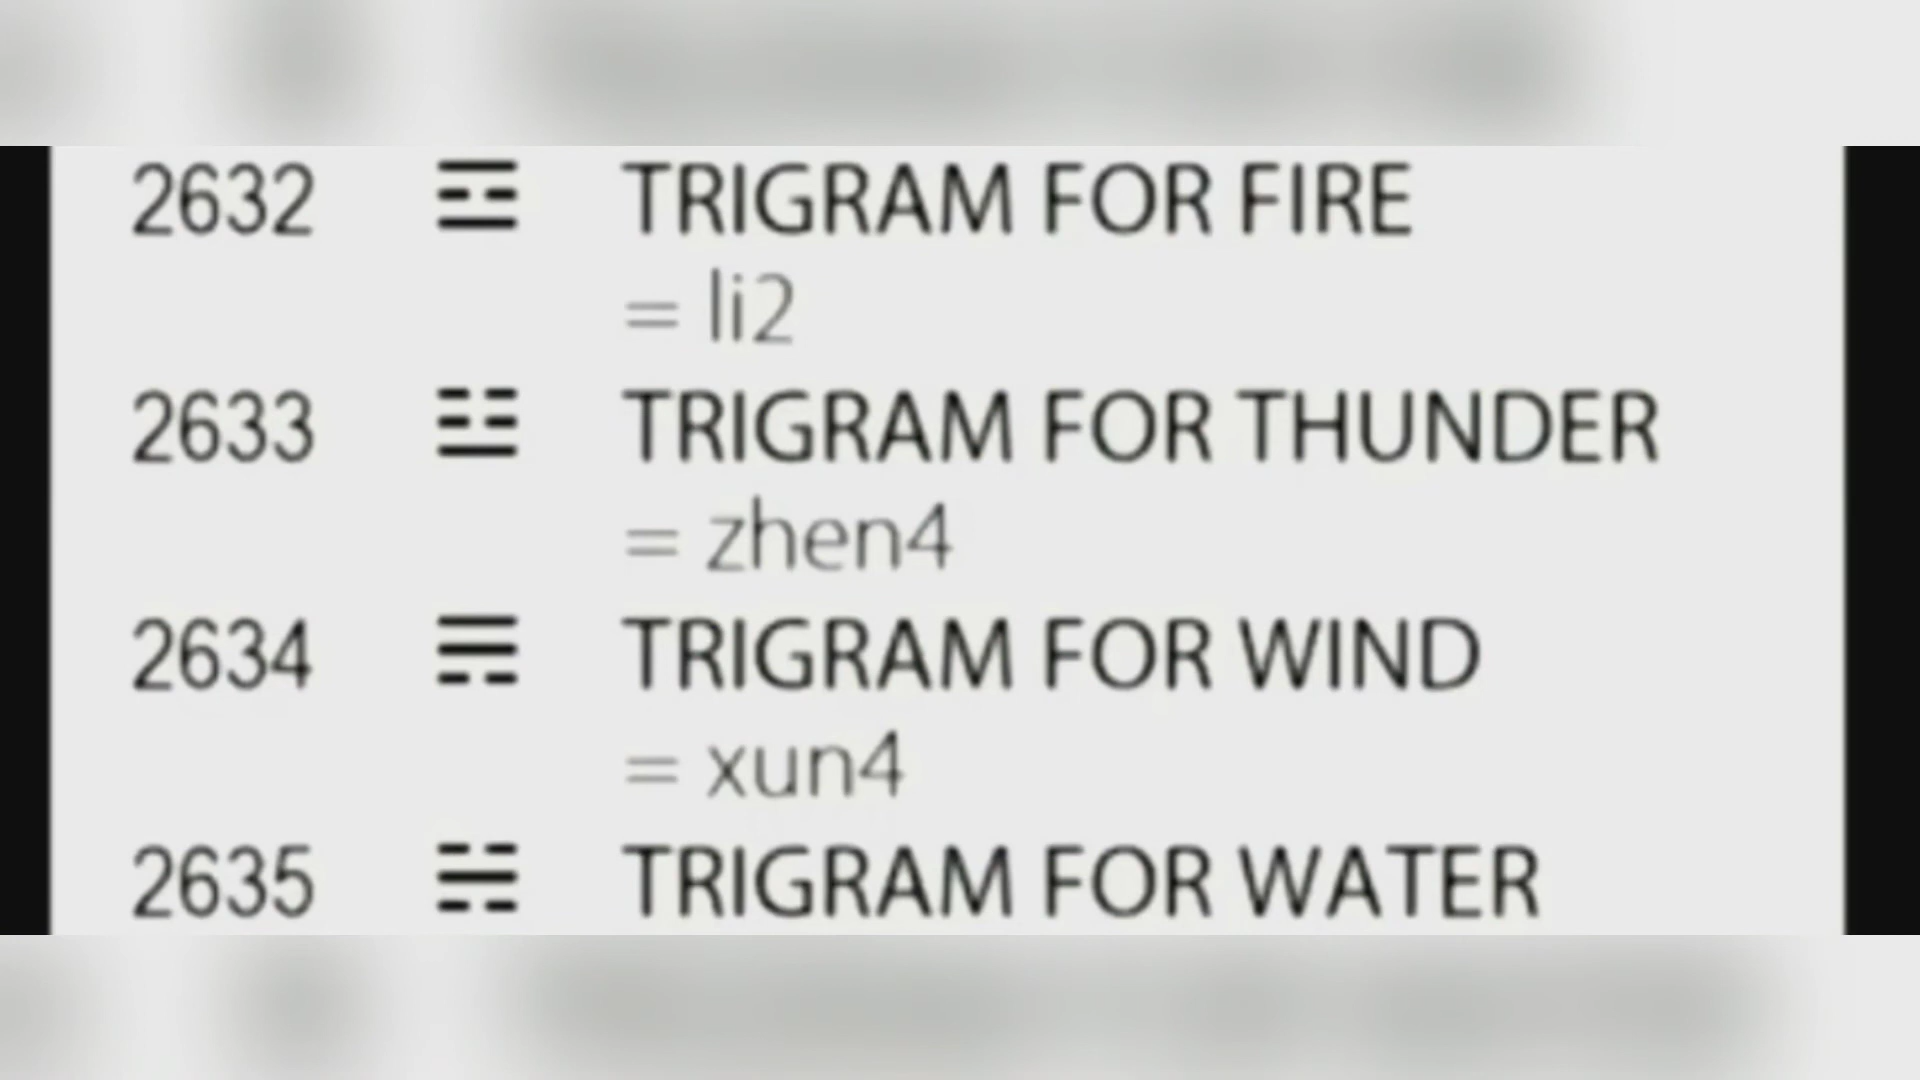 2632 ☲ TRIGRAM FOR FIRE
= li2
2633 ☳ TRIGRAM FOR THUNDER
= zhen4
2634 ☴ TRIGRAM FOR WIND
= xun4
2635 ☵ TRIGRAM FOR WATER